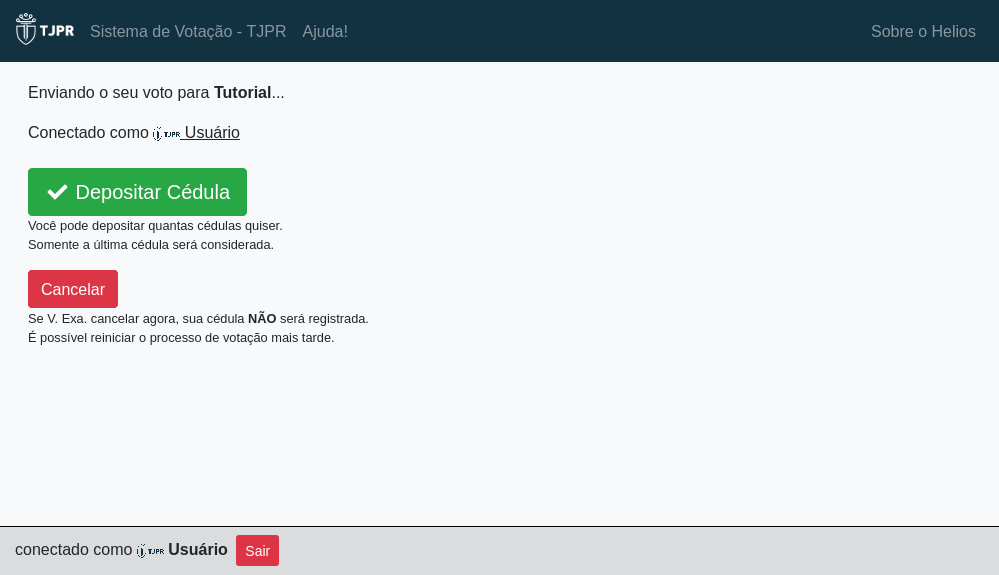 TJPR Sistema de Votação - TJPR Ajuda! Sobre o Helios
Enviando o seu voto para Tutorial...
Conectado como TJPR Usuário
Depositar Cédula
Você pode depositar quantas cédulas quiser.
Somente a última cédula será considerada.
Cancelar
Se V. Exa. cancelar agora, sua cédula NÃO será registrada.
É possível reiniciar o processo de votação mais tarde.
conectado como TJPR Usuário Sair